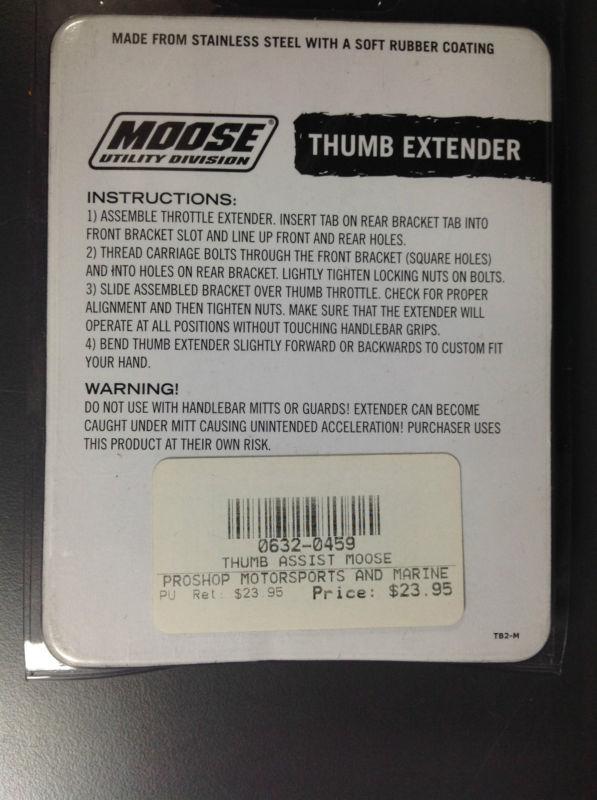 MADE FROM STAINLESS STEEL WITH A SOFT RUBBER COATING
MOOSE®
UTILITY DIVISION
THUMB EXTENDER
INSTRUCTIONS:
1) ASSEMBLE THROTTLE EXTENDER. INSERT TAB ON REAR BRACKET TAB INTO
FRONT BRACKET SLOT AND LINE UP FRONT AND REAR HOLES.
2) THREAD CARRIAGE BOLTS THROUGH THE FRONT BRACKET (SQUARE HOLES)
AND INTO HOLES ON REAR BRACKET. LIGHTLY TIGHTEN LOCKING NUTS ON BOLTS.
3) SLIDE ASSEMBLED BRACKET OVER THUMB THROTTLE. CHECK FOR PROPER
ALIGNMENT AND THEN TIGHTEN NUTS. MAKE SURE THAT THE EXTENDER WILL
OPERATE AT ALL POSITIONS WITHOUT TOUCHING HANDLEBAR GRIPS.
4) BEND THUMB EXTENDER SLIGHTLY FORWARD OR BACKWARDS TO CUSTOM FIT
YOUR HAND.
WARNING!
DO NOT USE WITH HANDLEBAR MITTS OR GUARDS! EXTENDER CAN BECOME
CAUGHT UNDER MITT CAUSING UNINTENDED ACCELERATION! PURCHASER USES
THIS PRODUCT AT THEIR OWN RISK.
0632-0459
THUMB ASSIST MOOSE
PROSHOP MOTORSPORTS AND MARINE
PU Ret: $23.95 Price: $23.95
TB2-M